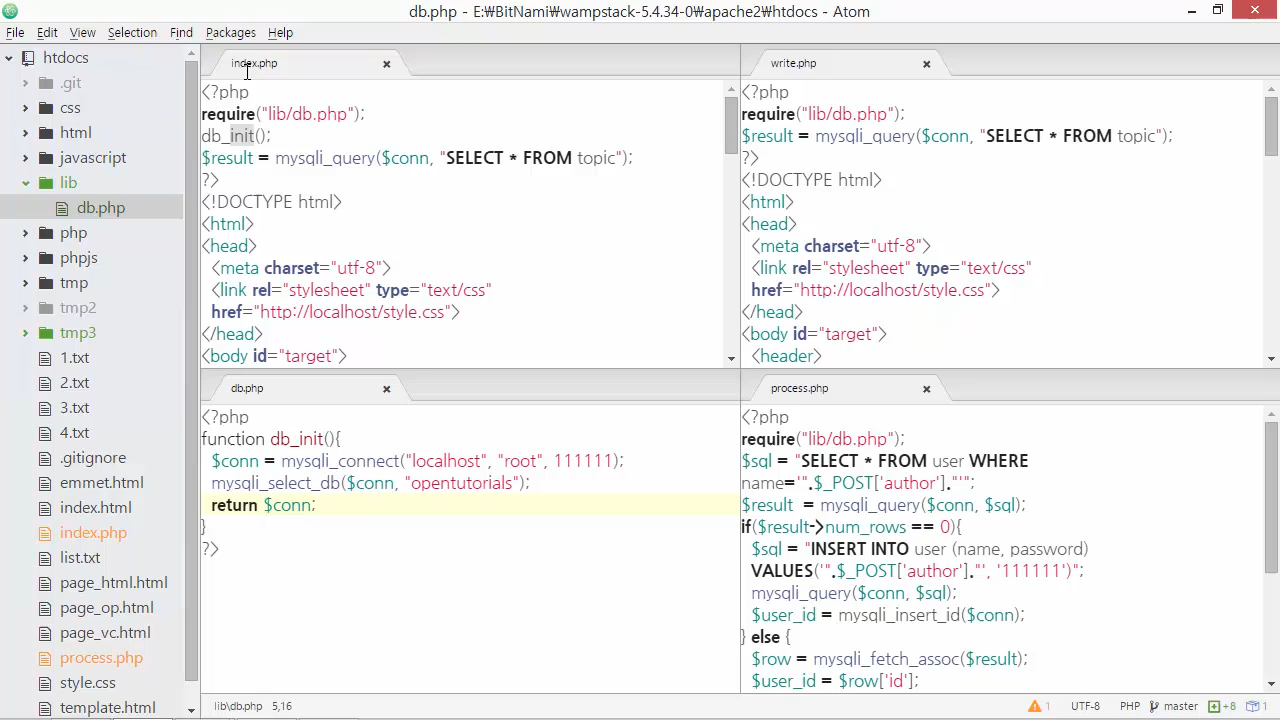 db.php - E:￦BitNami￦wampstack-5.4.34-0￦apache2￦htdocs - Atom
File Edit View Selection Find Packages Help
htdocs
.git
css
html
javascript
lib
db.php
php
phpjs
tmp
tmp2
tmp3
1.txt
2.txt
3.txt
4.txt
.gitignore
emmet.html
index.html
index.php
list.txt
page_html.html
page_op.html
page_vc.html
process.php
style.css
template.html
index.php
<?php
require("lib/db.php");
db_init();
$result = mysqli_query($conn, "SELECT * FROM topic");
?>
<!DOCTYPE html>
<html>
<head>
<meta charset="utf-8">
<link rel="stylesheet" type="text/css"
href="http://localhost/style.css">
</head>
<body id="target">
write.php
<?php
require("lib/db.php");
$result = mysqli_query($conn, "SELECT * FROM topic");
?>
<!DOCTYPE html>
<html>
<head>
<meta charset="utf-8">
<link rel="stylesheet" type="text/css"
href="http://localhost/style.css">
</head>
<body id="target">
<header>
db.php
<?php
function db_init(){
$conn = mysqli_connect("localhost", "root", 111111);
mysqli_select_db($conn, "opentutorials");
return $conn;
}
?>
process.php
<?php
require("lib/db.php");
$sql = "SELECT * FROM user WHERE
name='".$_POST['author']."'";
$result  = mysqli_query($conn, $sql);
if($result->num_rows == 0){
$sql = "INSERT INTO user (name, password)
VALUES('".$_POST['author']."', '111111')";
mysqli_query($conn, $sql);
$user_id = mysqli_insert_id($conn);
} else {
$row = mysqli_fetch_assoc($result);
$user_id = $row['id'];
lib\db.php 5,16
1 UTF-8 PHP master +8 1